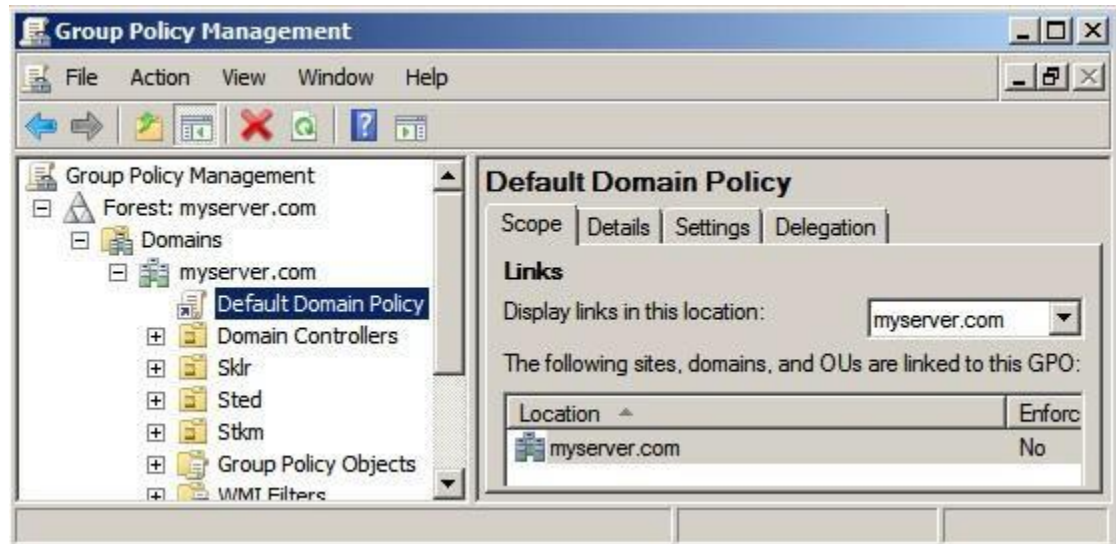 Group Policy Management
File Action View Window Help
Group Policy Management
Forest: myserver.com
Domains
myserver.com
Default Domain Policy
Domain Controllers
Sklr
Sted
Stkm
Group Policy Objects
WMI Filters
Default Domain Policy
Scope Details Settings Delegation
Links
Display links in this location: myserver.com
The following sites, domains, and OUs are linked to this GPO:
Location Enforc
myserver.com No